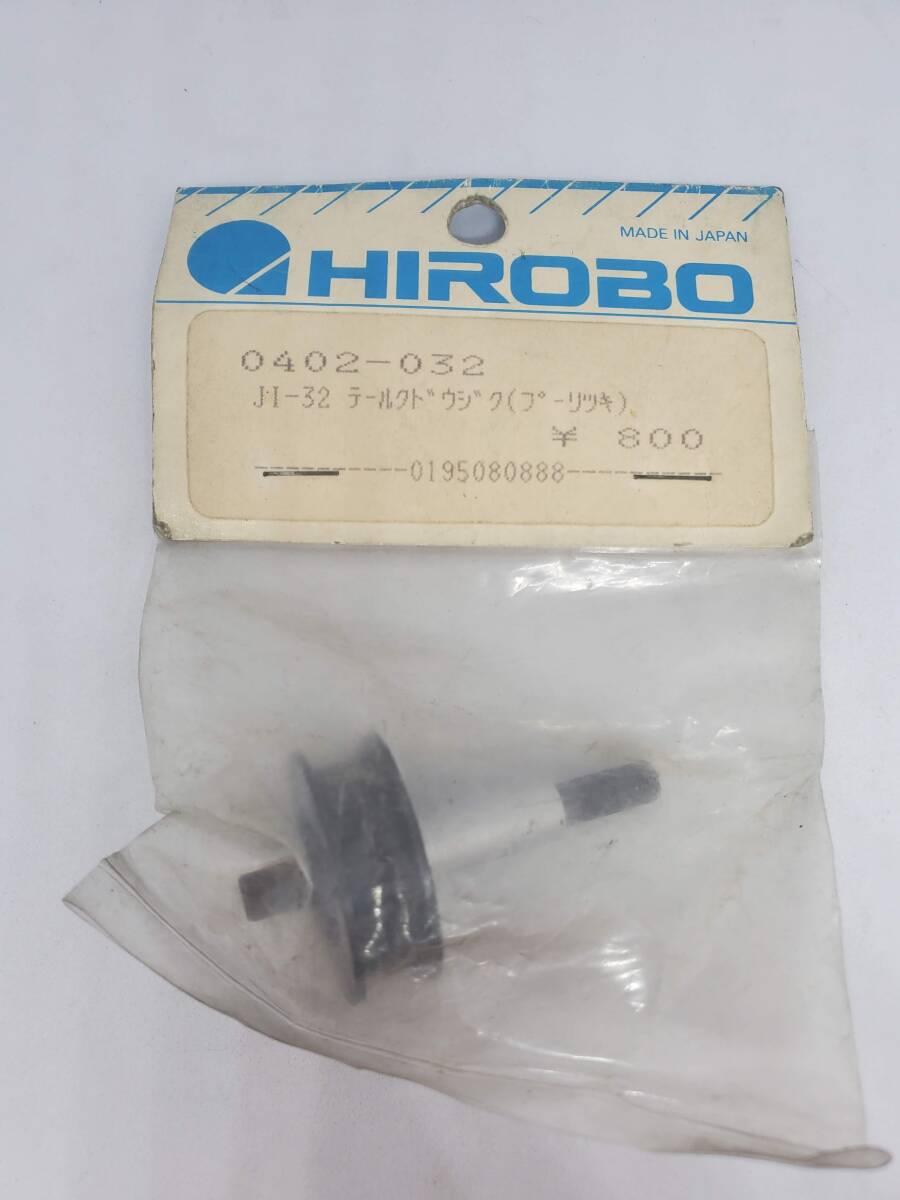 MADE IN JAPAN
HIROBO
0402-032
JI-32 テールクドウジク(プーリツキ)
¥ 800
0195080888